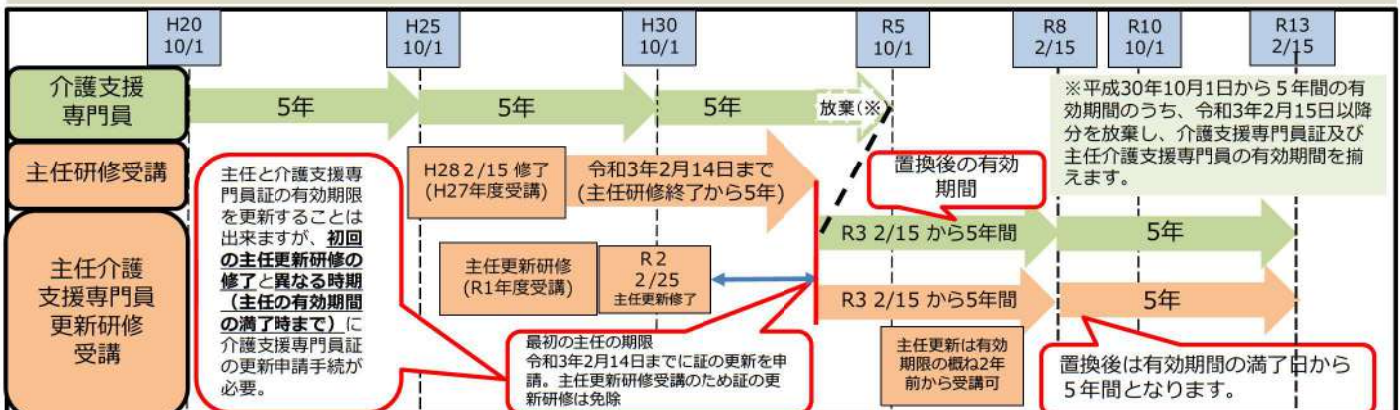 H20
10/1
H25
10/1
H30
10/1
R5
10/1
R8
2/15
R10
10/1
R13
2/15
介護支援
専門員
5年
5年
5年
放棄(※
※平成30年10月1日から５年間の有
効期間のうち、令和3年2月15日以降
分を放棄し、介護支援専門員証及び
主任介護支援専門員の有効期間を揃
えます。
主任研修受講
主任と介護支援専
門員証の有効期限
を更新することは
出来ますが、初回
の主任更新研修の
修了と異なる時期
（主任の有効期間
の満了時まで）に
介護支援専門員証
の更新申請手続が
必要。
H28 2/15 修了
(H27年度受講)
令和3年2月14日まで
(主任研修終了から5年)
置換後の有効
期間
R3 2/15 から5年間
5年
主任介護
支援専門員
更新研修
受講
主任更新研修
(R1年度受講)
R２
2/25
主任更新修了
R3 2/15 から5年間
5年
最初の主任の期限
令和3年2月14日までに証の更新を申
請。主任更新研修受講のため証の更
新研修は免除
主任更新は有効
期限の概ね2年
前から受講可
置換後は有効期間の満了日から
５年間となります。